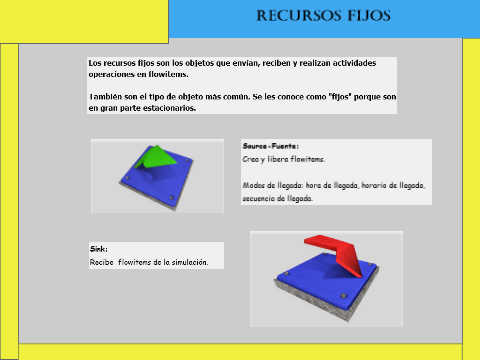 RECURSOS FIJOS
Los recursos fijos son los objetos que envían, reciben y realizan actividades
operaciones en flowitems.
También son el tipo de objeto más común. Se les conoce como "fijos" porque son
en gran parte estacionarios.
Source-Fuente:
Crea y libera flowitems.
Modos de llegada: hora de llegada, horario de llegada,
secuencia de llegada.
Sink:
Recibe flowitems de la simulación.